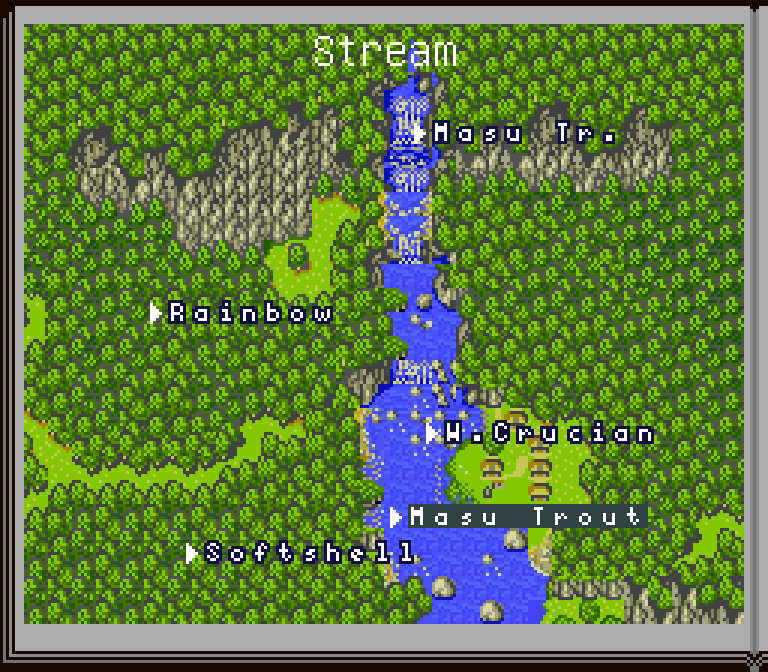 Stream
Masu Tr.
Rainbow
W.Crucian
Masu Trout
Softshell